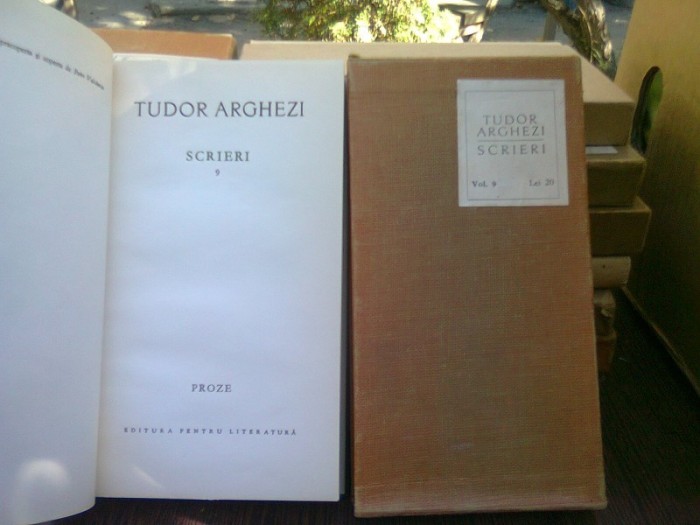 TUDOR ARGHEZI
SCRIERI
9
PROZE
EDITURA PENTRU LITERATURĂ
TUDOR
ARGHEZI
SCRIERI
Vol. 9 Lei 20